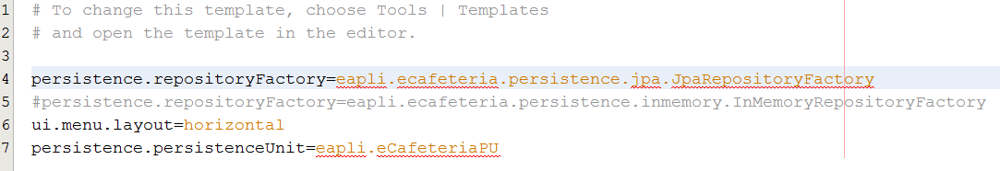 1 # To change this template, choose Tools | Templates
2 # and open the template in the editor.
3
4 persistence.repositoryFactory=eapli.ecafeteria.persistence.jpa.JpaRepositoryFactory
5 #persistence.repositoryFactory=eapli.ecafeteria.persistence.inmemory.InMemoryRepositoryFactory
6 ui.menu.layout=horizontal
7 persistence.persistenceUnit=eapli.eCafeteriaPU